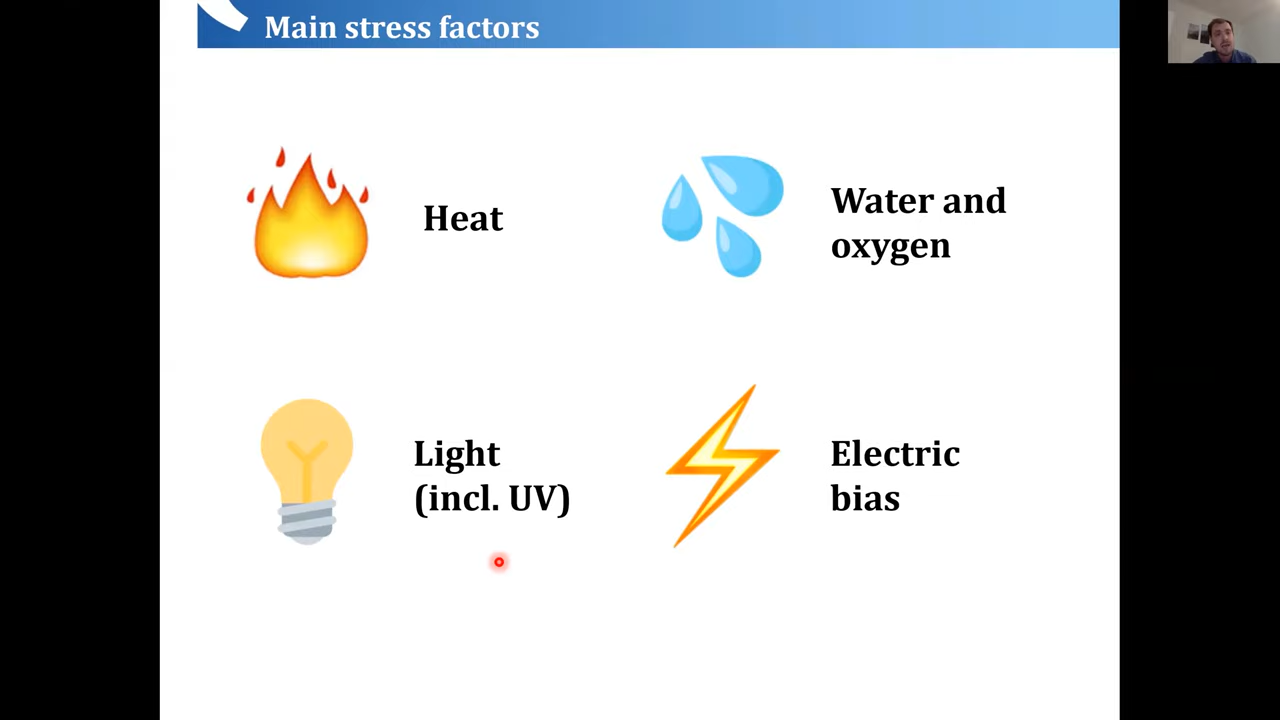 Main stress factors
Heat
Water and
oxygen
Light
(incl. UV)
Electric
bias